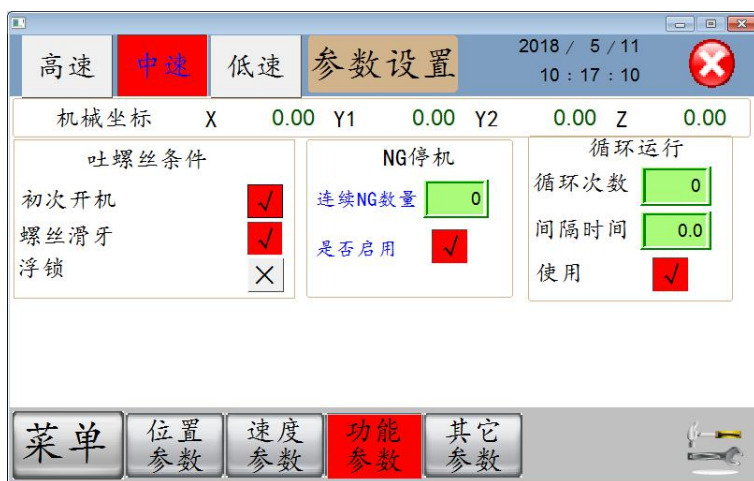 高速 中速 低速 参数设置 2018 / 5 / 11
10 : 17 : 10
机械坐标 X 0.00 Y1 0.00 Y2 0.00 Z 0.00
吐螺丝条件
初次开机 √
螺丝滑牙 √
浮锁 ×
NG停机
连续NG数量 0
是否启用 √
循环运行
循环次数 0
间隔时间 0.0
使用 √
菜单
位置
参数
速度
参数
功能
参数
其它
参数